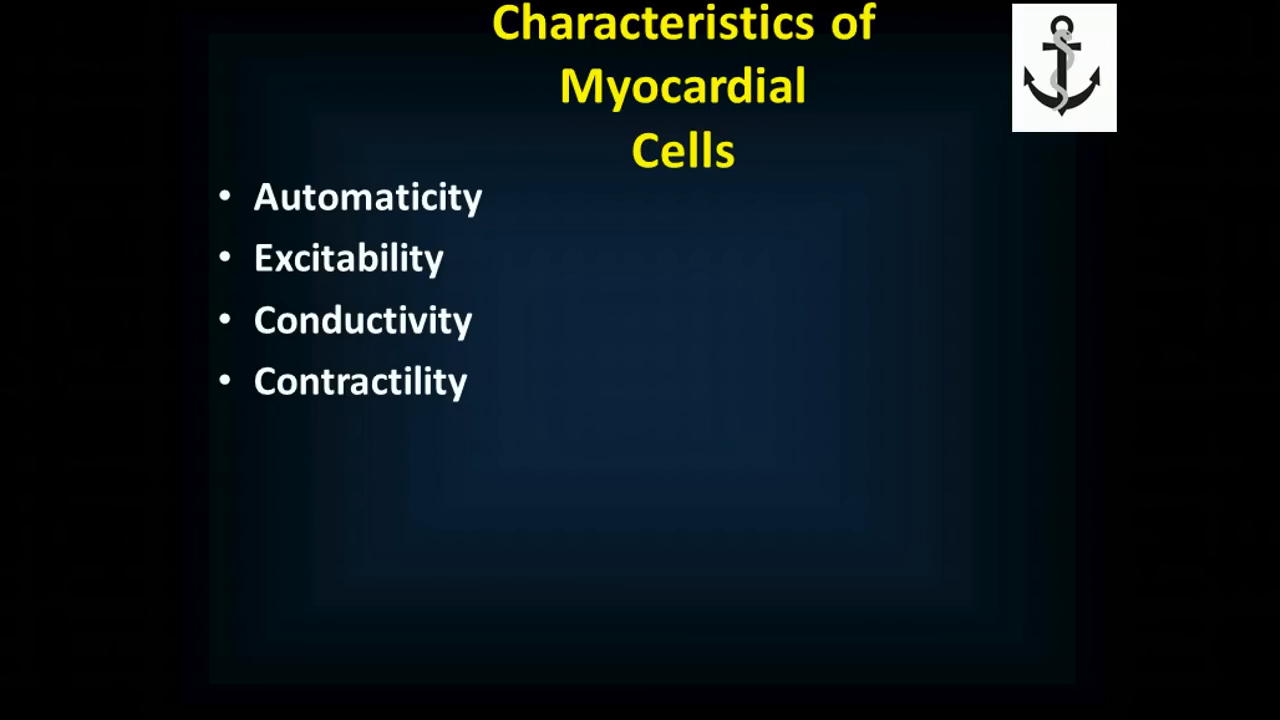 Characteristics of
Myocardial
Cells
• Automaticity
• Excitability
• Conductivity
• Contractility